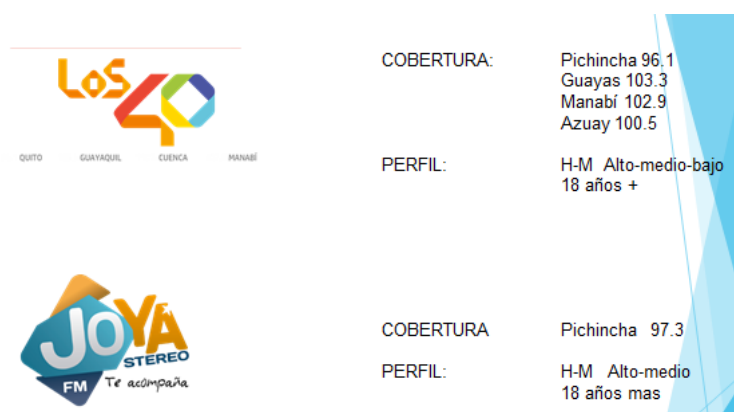 LOS 40
QUITO GUAYAQUIL CUENCA MANABÍ
COBERTURA: Pichincha 96.1
Guayas 103.3
Manabí 102.9
Azuay 100.5
PERFIL: H-M Alto-medio-bajo
18 años +
JOYA
STEREO
FM Te acompaña
COBERTURA Pichincha 97.3
PERFIL: H-M Alto-medio
18 años mas